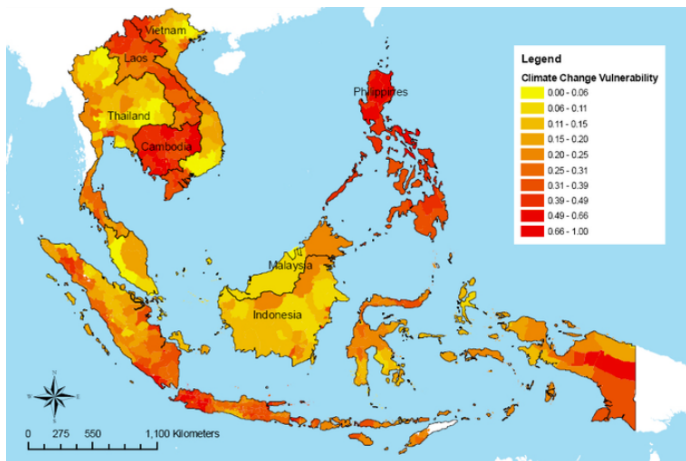 Vietnam
Laos
Thailand
Cambodia
Philippines
Malaysia
Indonesia
Legend
Climate Change Vulnerability
0.00 - 0.06
0.06 - 0.11
0.11 - 0.15
0.15 - 0.20
0.20 - 0.25
0.25 - 0.31
0.31 - 0.39
0.39 - 0.49
0.49 - 0.66
0.66 - 1.00
N
W E
S
0 275 550 1,100 Kilometers